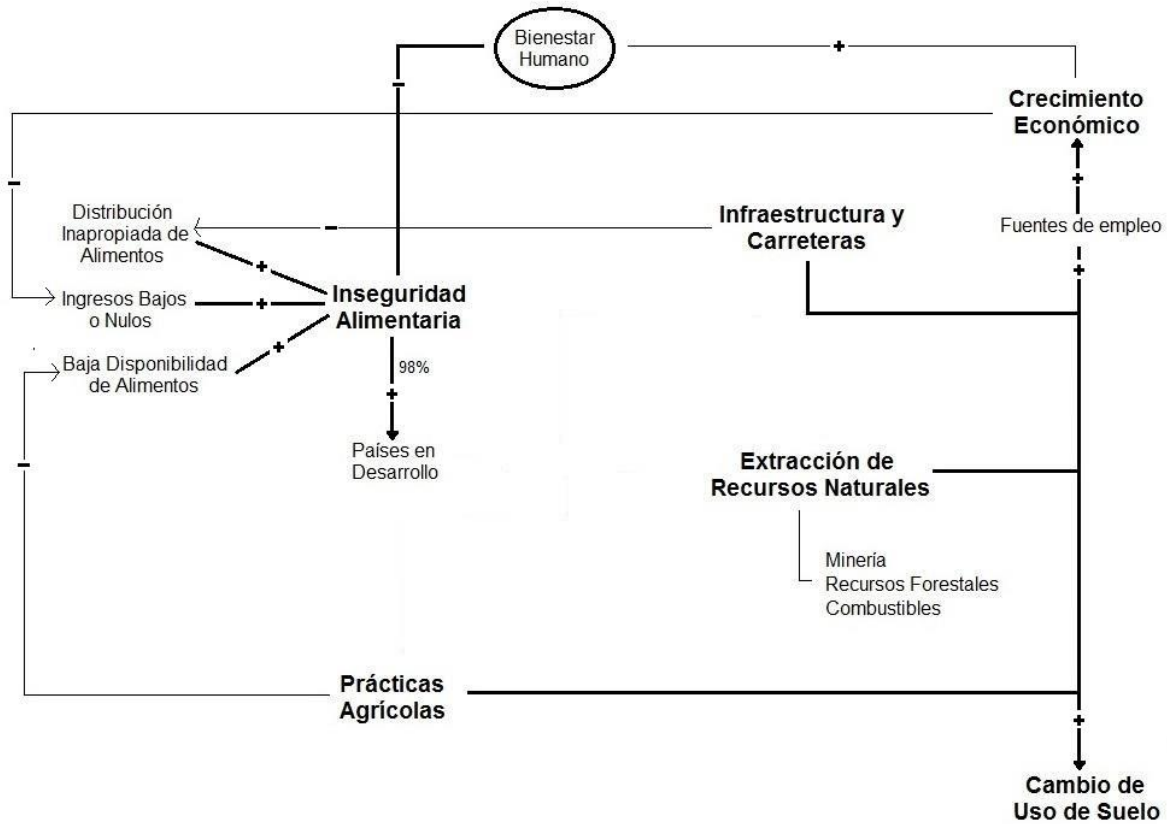 Bienestar
Humano
+
-
Crecimiento
Económico
-
+
Distribución
Inapropiada de
Alimentos
-
Infraestructura y
Carreteras
Fuentes de empleo
+
+
Ingresos Bajos
o Nulos
+
Inseguridad
Alimentaria
+
Baja Disponibilidad
de Alimentos
98%
+
Países en
Desarrollo
-
Extracción de
Recursos Naturales
Minería
Recursos Forestales
Combustibles
Prácticas
Agrícolas
+
Cambio de
Uso de Suelo